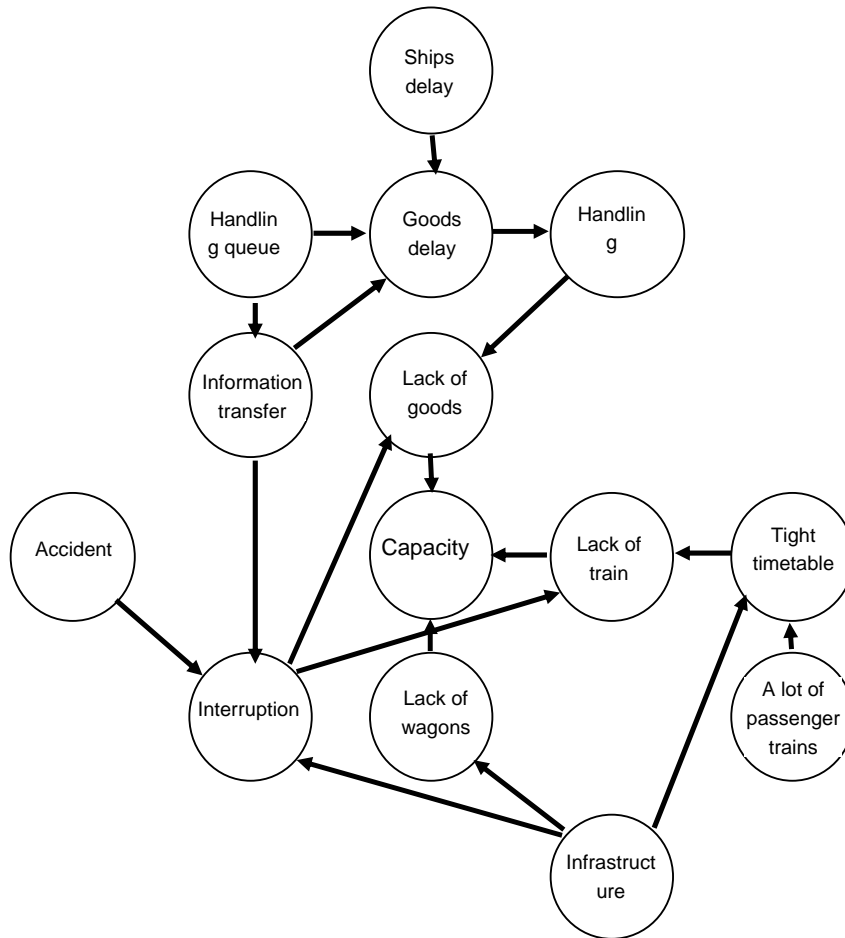 Ships
delay
Handlin
g queue
Goods
delay
Handlin
g
Information
transfer
Lack of
goods
Accident
Capacity
Lack of
train
Tight
timetable
Interruption
Lack of
wagons
A lot of
passenger
trains
Infrastruct
ure